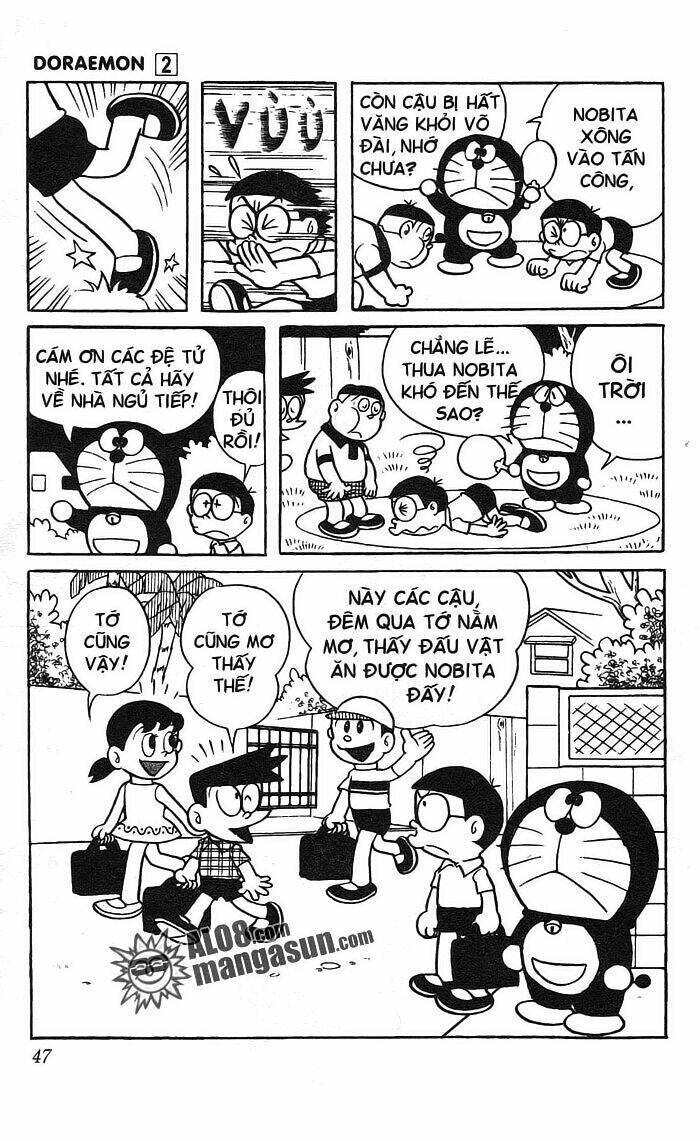 DORAEMON 2
VÙÙ
NOBITA
XÔNG
VÀO TẤN
CÔNG,
CÒN CẬU BỊ HẤT
VĂNG KHỎI VÕ
ĐÀI, NHỚ
CHƯA?
CÁM ƠN CÁC ĐỆ TỬ
NHÉ. TẤT CẢ HÃY
VỀ NHÀ NGỦ TIẾP!
THÔI
ĐỦ
RỒI!
CHẲNG LẼ...
THUA NOBITA
KHÓ ĐẾN THẾ
SAO?
ÔI
TRỜI
...
TỚ
CŨNG
VẬY!
TỚ
CŨNG MƠ
THẤY
THẾ!
NÀY CÁC CẬU,
ĐÊM QUA TỚ NẰM
MƠ, THẤY ĐẤU VẬT
ĂN ĐƯỢC NOBITA
ĐẤY!
ALO8.com
mangasun.com
47